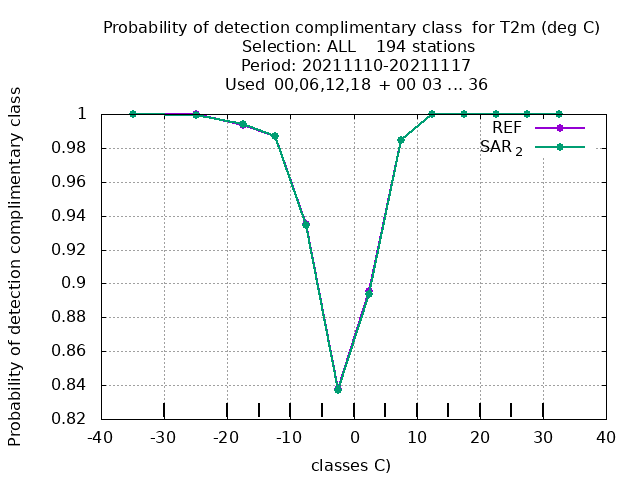 Probability of detection complimentary class  for T2m (deg C)
Selection: ALL    194 stations
Period: 20211110-20211117
Used  00,06,12,18  + 00 03 ... 36
Probability of detection complimentary class
1
0.98
0.96
0.94
0.92
0.9
0.88
0.86
0.84
0.82
REF
SAR 2
-40 -30 -20 -10 0 10 20 30 40
classes C)